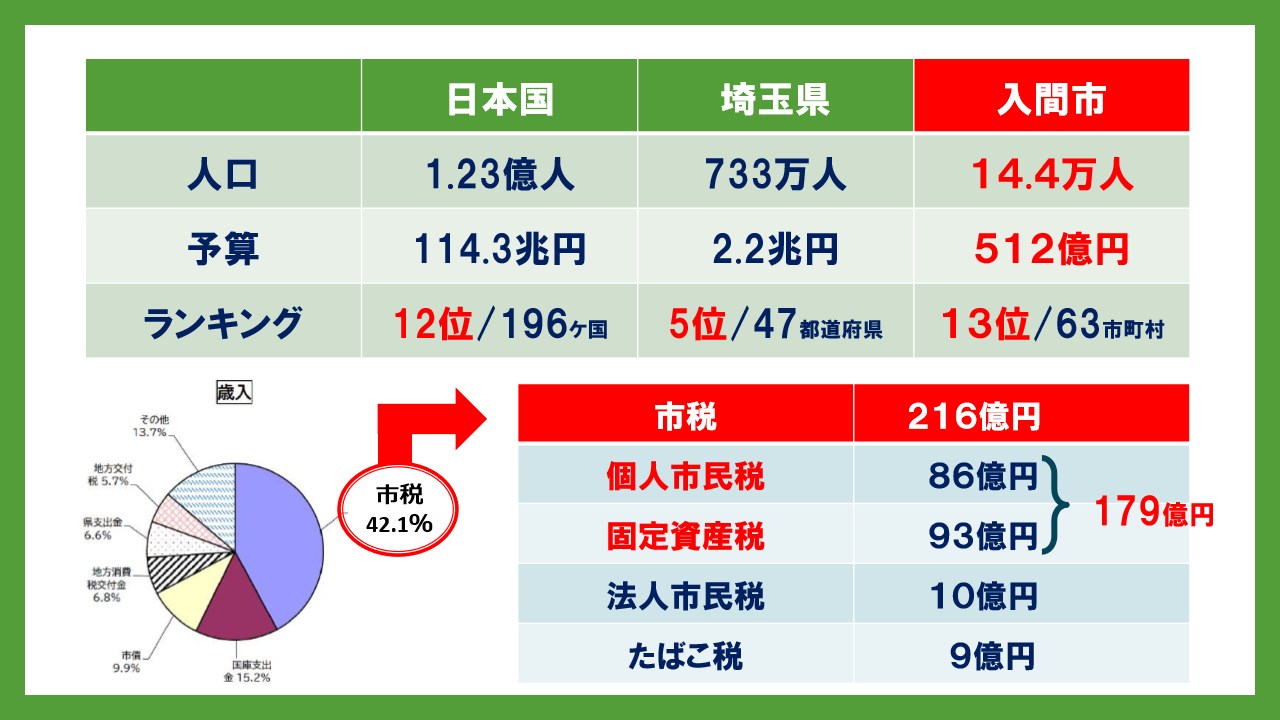 日本国 埼玉県 入間市
人口 1.23億人 733万人 14.4万人
予算 114.3兆円 2.2兆円 512億円
ランキング 12位/196ケ国 5位/47都道府県 13位/63市町村
歳入
その他
13.7%
地方交付
税 5.7%
県支出金
6.6%
地方消費
税交付金
6.8%
市債
9.9%
国庫支出
金 15.2%
市税
42.1%
市税 216億円
個人市民税 86億円
固定資産税 93億円
179億円
法人市民税 10億円
たばこ税 9億円